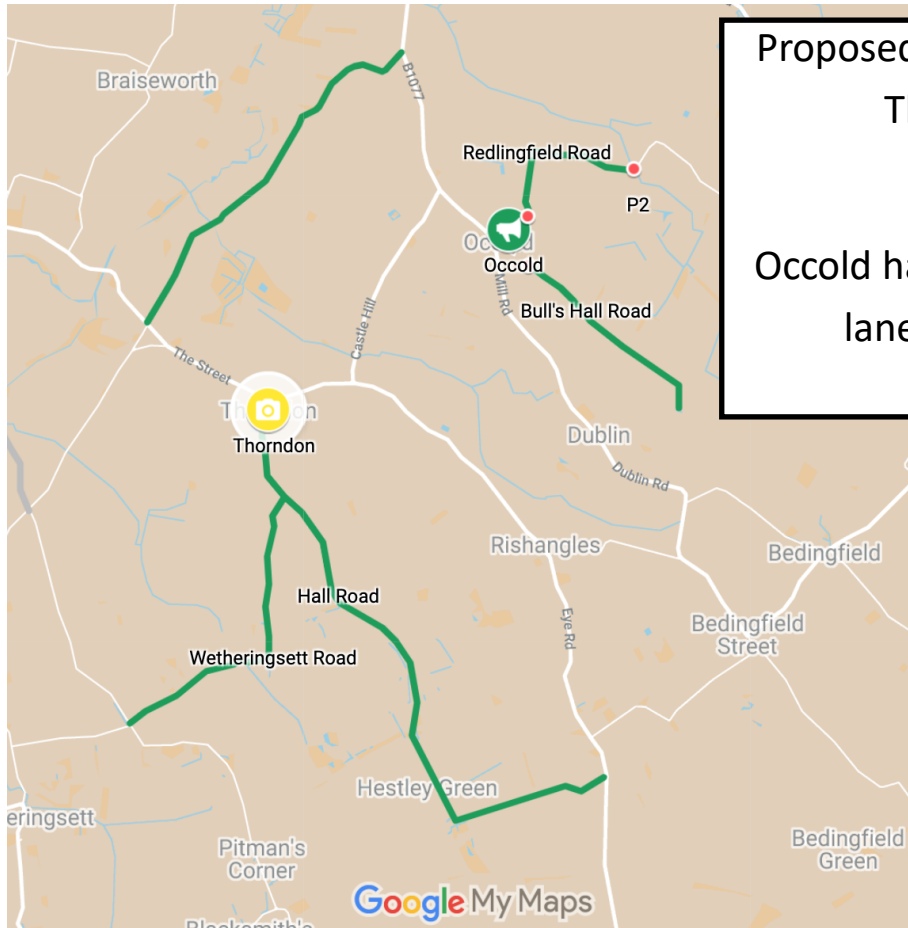 Proposed
Braiseworth
B1077
Redlingfield Road
P2
Occold
Occold ha
lane
Mill Rd
Bull's Hall Road
Castle Hill
The Street
Thorndon
Dublin
Dublin Rd
Rishangles
Bedingfield
Hall Road
Eye Rd
Bedingfield
Street
Wetheringsett Road
Hestley Green
eringsett
Pitman's
Corner
Bedingfield
Green
Google My Maps